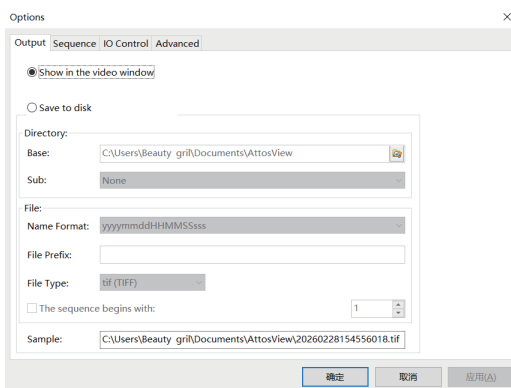 Options
Output Sequence IO Control Advanced
Show in the video window
Save to disk
Directory:
Base: C:\Users\Beauty gril\Documents\AttosView
Sub: None
File:
Name Format: yyyymmddHHMMSSsss
File Prefix:
File Type: tif (TIFF)
The sequence begins with: 1
Sample: C:\Users\Beauty gril\Documents\AttosView\20260228154556018.tif
确定 取消 应用(A)